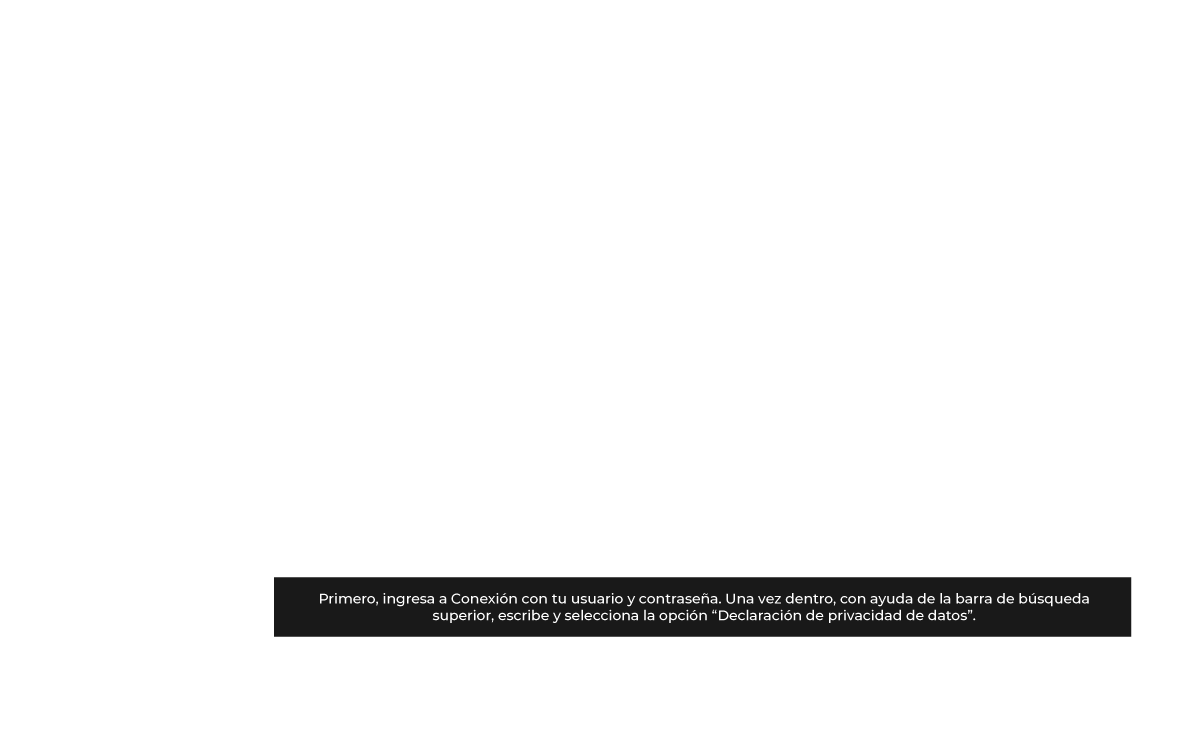 Primero, ingresa a Conexión con tu usuario y contraseña. Una vez dentro, con ayuda de la barra de búsqueda
superior, escribe y selecciona la opción “Declaración de privacidad de datos”.